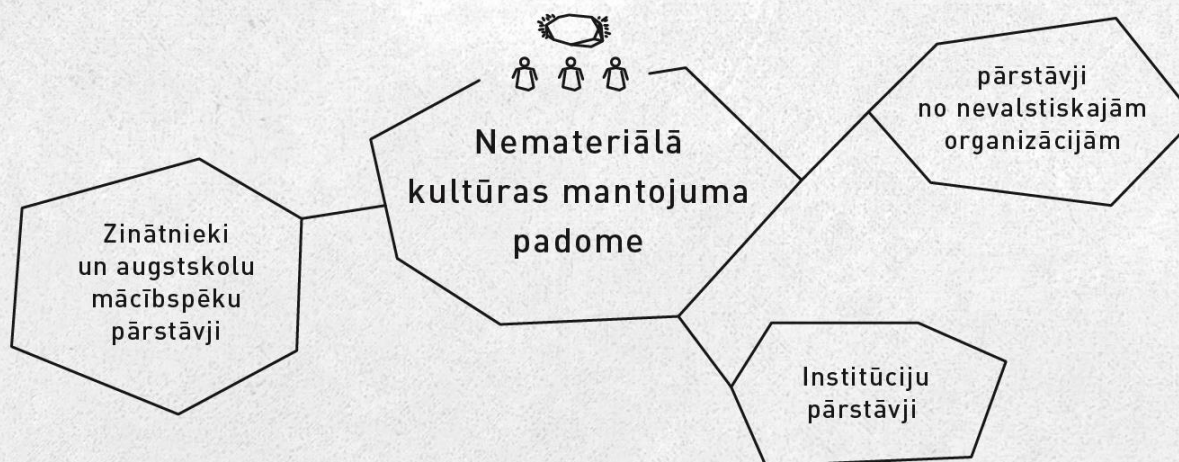 Nemateriālā
kultūras mantojuma
padome
pārstāvji
no nevalstiskajām
organizācijām
Zinātnieki
un augstskolu
mācībspēku
pārstāvji
Institūciju
pārstāvji